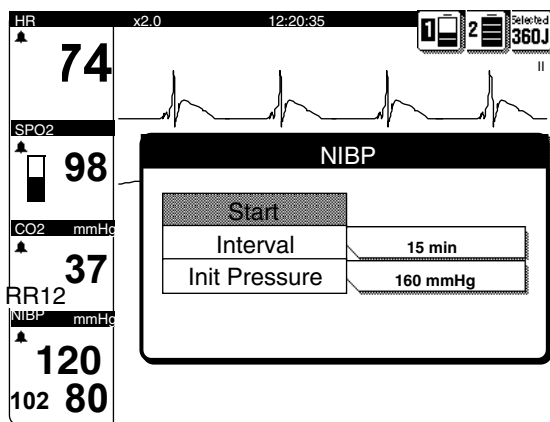 HR x2.0 12:20:35 1 2 Selected
360J
74
II
SPO2
98
NIBP
Start
CO2 mmHg
Interval 15 min
37
Init Pressure 160 mmHg
RR12
NIBP mmHg
120
102 80